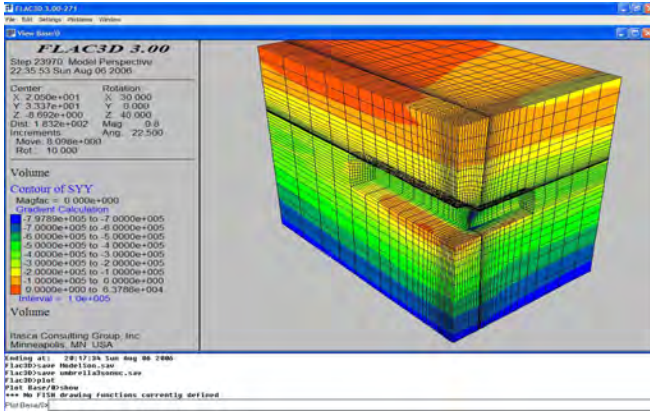 FLAC3D 3.00-271
File Edit Settings Plotitems Window
View Base/0
FLAC3D 3.00
Step 23970 Model Perspective
22:35:53 Sun Aug 06 2006
Center: Rotation:
X: 2.050e+001 X: 30.000
Y: 3.337e+001 Y: 0.000
Z: -8.692e+000 Z: 40.000
Dist: 1.832e+002 Mag.: 0.8
Increments: Ang.: 22.500
Move: 8.098e+000
Rot.: 10.000
Volume
Contour of SYY
Magfac = 0.000e+000
Gradient Calculation
-7.9789e+005 to -7.0000e+005
-7.0000e+005 to -6.0000e+005
-6.0000e+005 to -5.0000e+005
-5.0000e+005 to -4.0000e+005
-4.0000e+005 to -3.0000e+005
-3.0000e+005 to -2.0000e+005
-2.0000e+005 to -1.0000e+005
-1.0000e+005 to 0.0000e+000
0.0000e+000 to 6.3786e+004
Interval = 1.0e+005
Volume
Itasca Consulting Group, Inc.
Minneapolis, MN USA
Ending at: 20:17:34 Sun Aug 06 2006
Flac3D>save
Flac3D>save
Flac3D>plot
Plot Base/0>show
*** No FISH drawing functions currently defined
Plot Base/0>